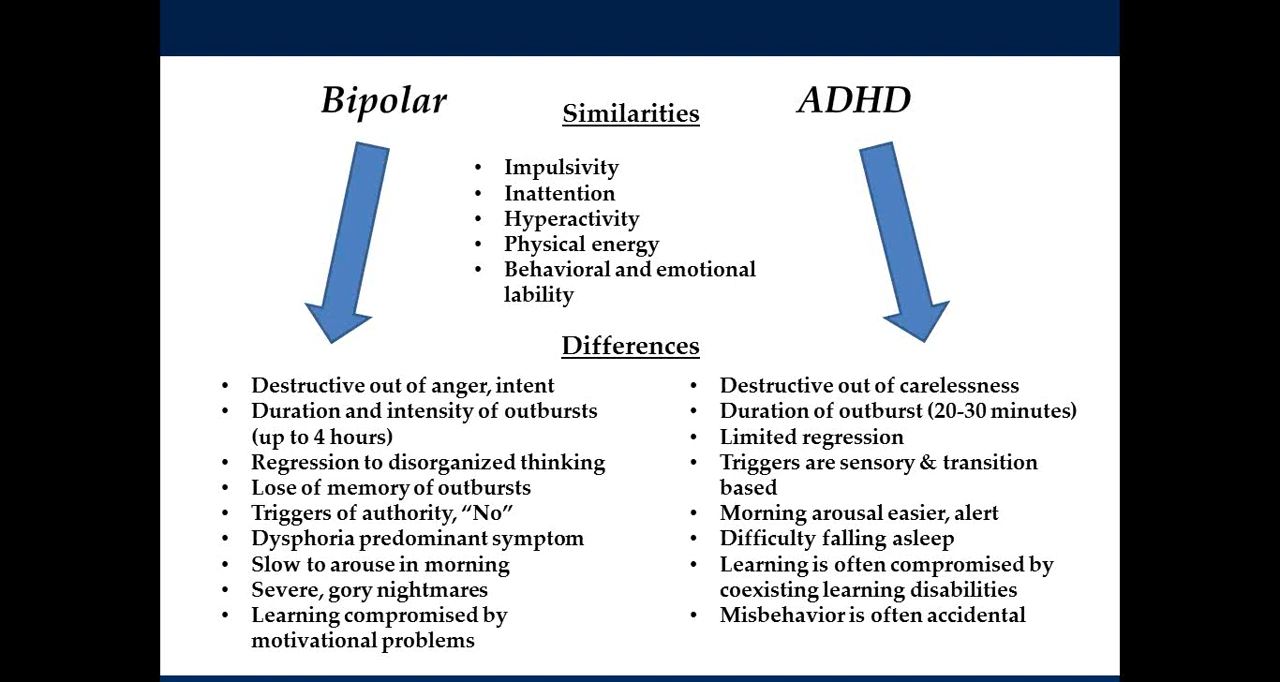 Bipolar
ADHD
Similarities
• Impulsivity
• Inattention
• Hyperactivity
• Physical energy
• Behavioral and emotional
lability
Differences
• Destructive out of anger, intent
• Duration and intensity of outbursts
(up to 4 hours)
• Regression to disorganized thinking
• Lose of memory of outbursts
• Triggers of authority, “No”
• Dysphoria predominant symptom
• Slow to arouse in morning
• Severe, gory nightmares
• Learning compromised by
motivational problems
• Destructive out of carelessness
• Duration of outburst (20-30 minutes)
• Limited regression
• Triggers are sensory & transition
based
• Morning arousal easier, alert
• Difficulty falling asleep
• Learning is often compromised by
coexisting learning disabilities
• Misbehavior is often accidental